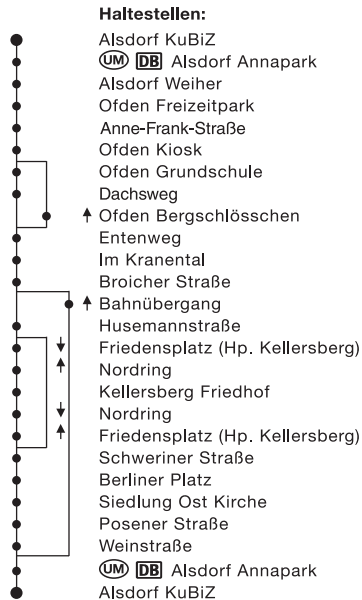 Haltestellen:
Alsdorf KuBiZ
UM DB Alsdorf Annapark
Alsdorf Weiher
Ofden Freizeitpark
Anne-Frank-Straße
Ofden Kiosk
Ofden Grundschule
Dachsweg
↑ Ofden Bergschlösschen
Entenweg
Im Kranental
Broicher Straße
↑ Bahnübergang
Husemannstraße
↓ Friedensplatz (Hp. Kellersberg)
↑ Nordring
Kellersberg Friedhof
↓ Nordring
↑ Friedensplatz (Hp. Kellersberg)
Schweriner Straße
Berliner Platz
Siedlung Ost Kirche
Posener Straße
Weinstraße
UM DB Alsdorf Annapark
Alsdorf KuBiZ